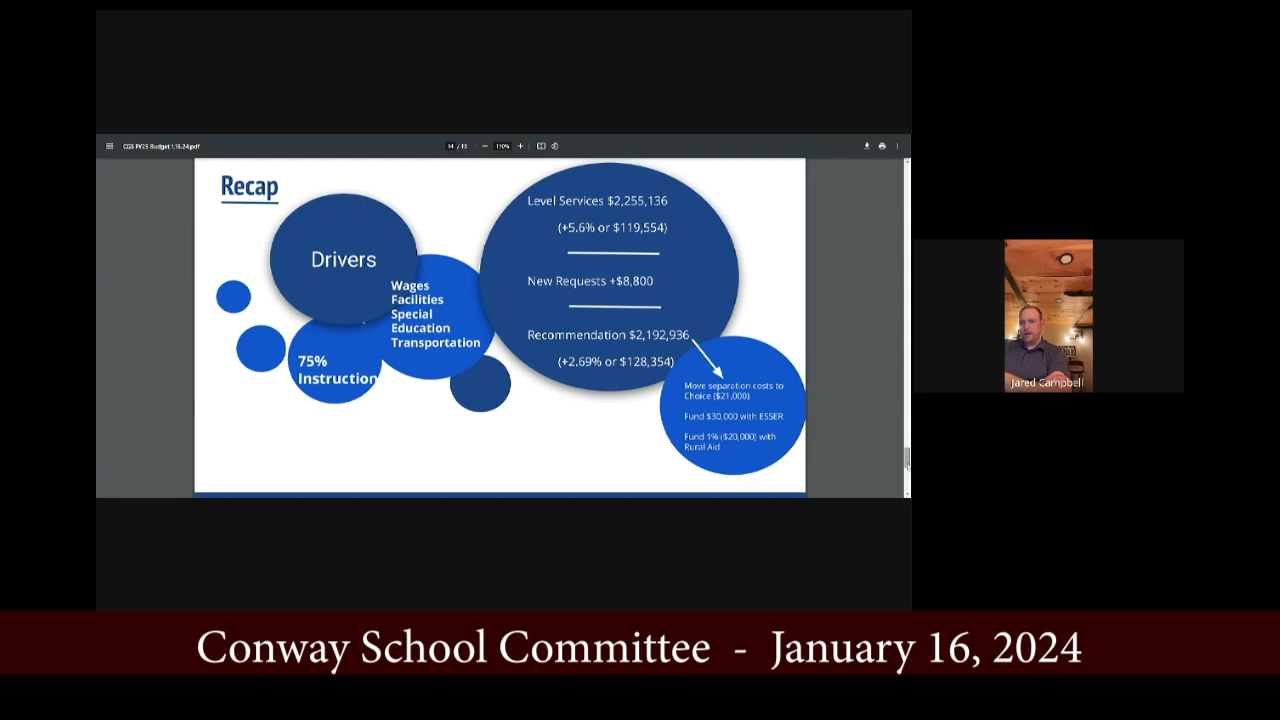 CGS FY25 Budget 1.15.24.pdf
14 / 15
150%
Recap
Drivers
Wages
Facilities
Special
Education
Transportation
75%
Instruction
Level Services $2,255,136
(+5.6% or $119,554)
New Requests +$8,800
Recommendation $2,192,936
(+2.69% or $128,354)
Move separation costs to
Choice ($21,000)
Fund $30,000 with ESSER
Fund 1% ($20,000) with
Rural Aid
Jared Campbell
Conway School Committee - January 16, 2024